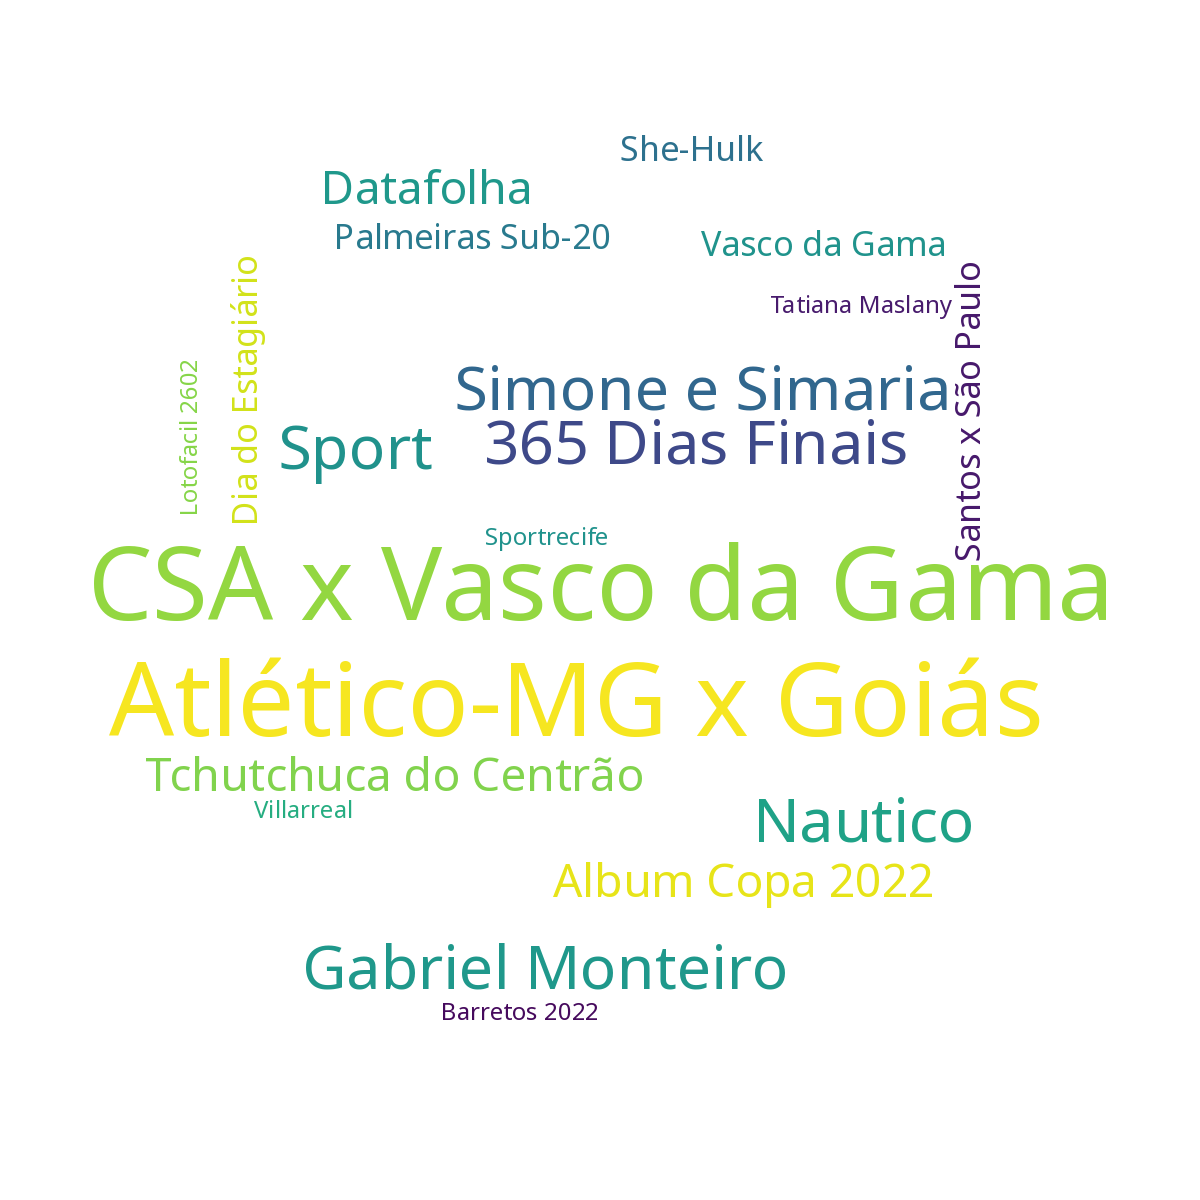 She-Hulk
Datafolha
Palmeiras Sub-20
Vasco da Gama
Dia do Estagiário
Santos x São Paulo
Tatiana Maslany
Lotofacil 2602
Simone e Simaria
365 Dias Finais
Sport
Sportrecife
CSA x Vasco da Gama
Atlético-MG x Goiás
Tchutchuca do Centrão
Villarreal
Nautico
Album Copa 2022
Gabriel Monteiro
Barretos 2022